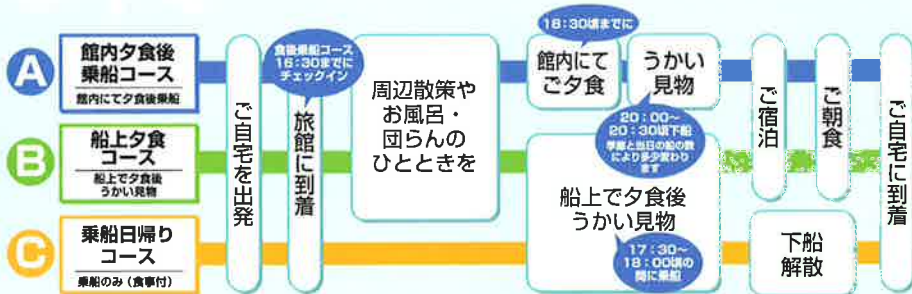 A
館内夕食後
乗船コース
館内にて夕食後乗船
B
船上夕食
コース
船上で夕食後
うかい見物
C
乗船日帰り
コース
乗船のみ(食事付)
ご自宅を出発
食後乗船コース
16:30までに
チェックイン
旅館に到着
周辺散策や
お風呂・
団らんの
ひとときを
16:30頃までに
館内にて
ご夕食
うかい
見物
20:00〜
20:30頃下船
季節と当日の船の数
により多少変わり
ます
船上で夕食後
うかい見物
17:30〜
18:00頃の
間に乗船
ご宿泊
ご朝食
下船
解散
ご自宅に到着